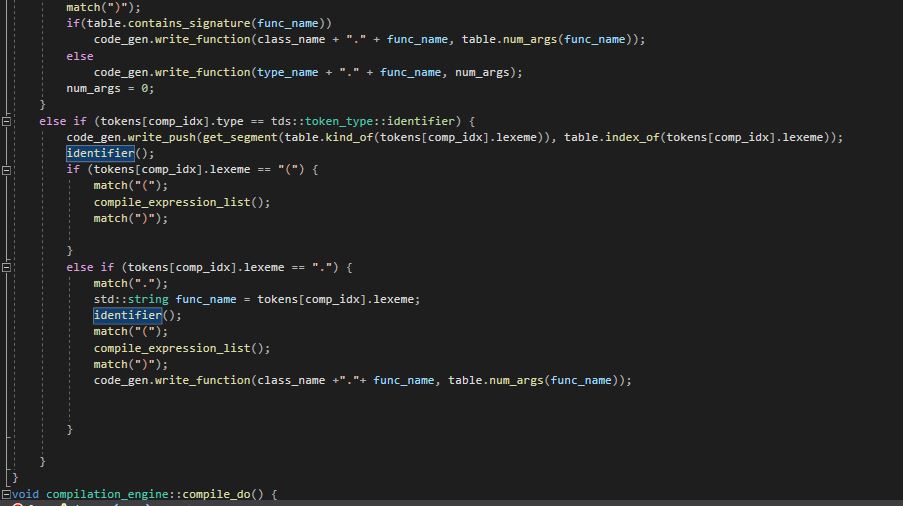 match(")");
if(table.contains_signature(func_name))
code_gen.write_function(class_name + "." + func_name, table.num_args(func_name));
else
code_gen.write_function(type_name + "." + func_name, num_args);
num_args = 0;
}
else if (tokens[comp_idx].type == tds::token_type::identifier) {
code_gen.write_push(get_segment(table.kind_of(tokens[comp_idx].lexeme)), table.index_of(tokens[comp_idx].lexeme));
identifier();
if (tokens[comp_idx].lexeme == "(") {
match("(");
compile_expression_list();
match(")");
}
else if (tokens[comp_idx].lexeme == ".") {
match(".");
std::string func_name = tokens[comp_idx].lexeme;
identifier();
match("(");
compile_expression_list();
match(")");
code_gen.write_function(class_name +"."+ func_name, table.num_args(func_name));
}
}
}
void compilation_engine::compile_do() {